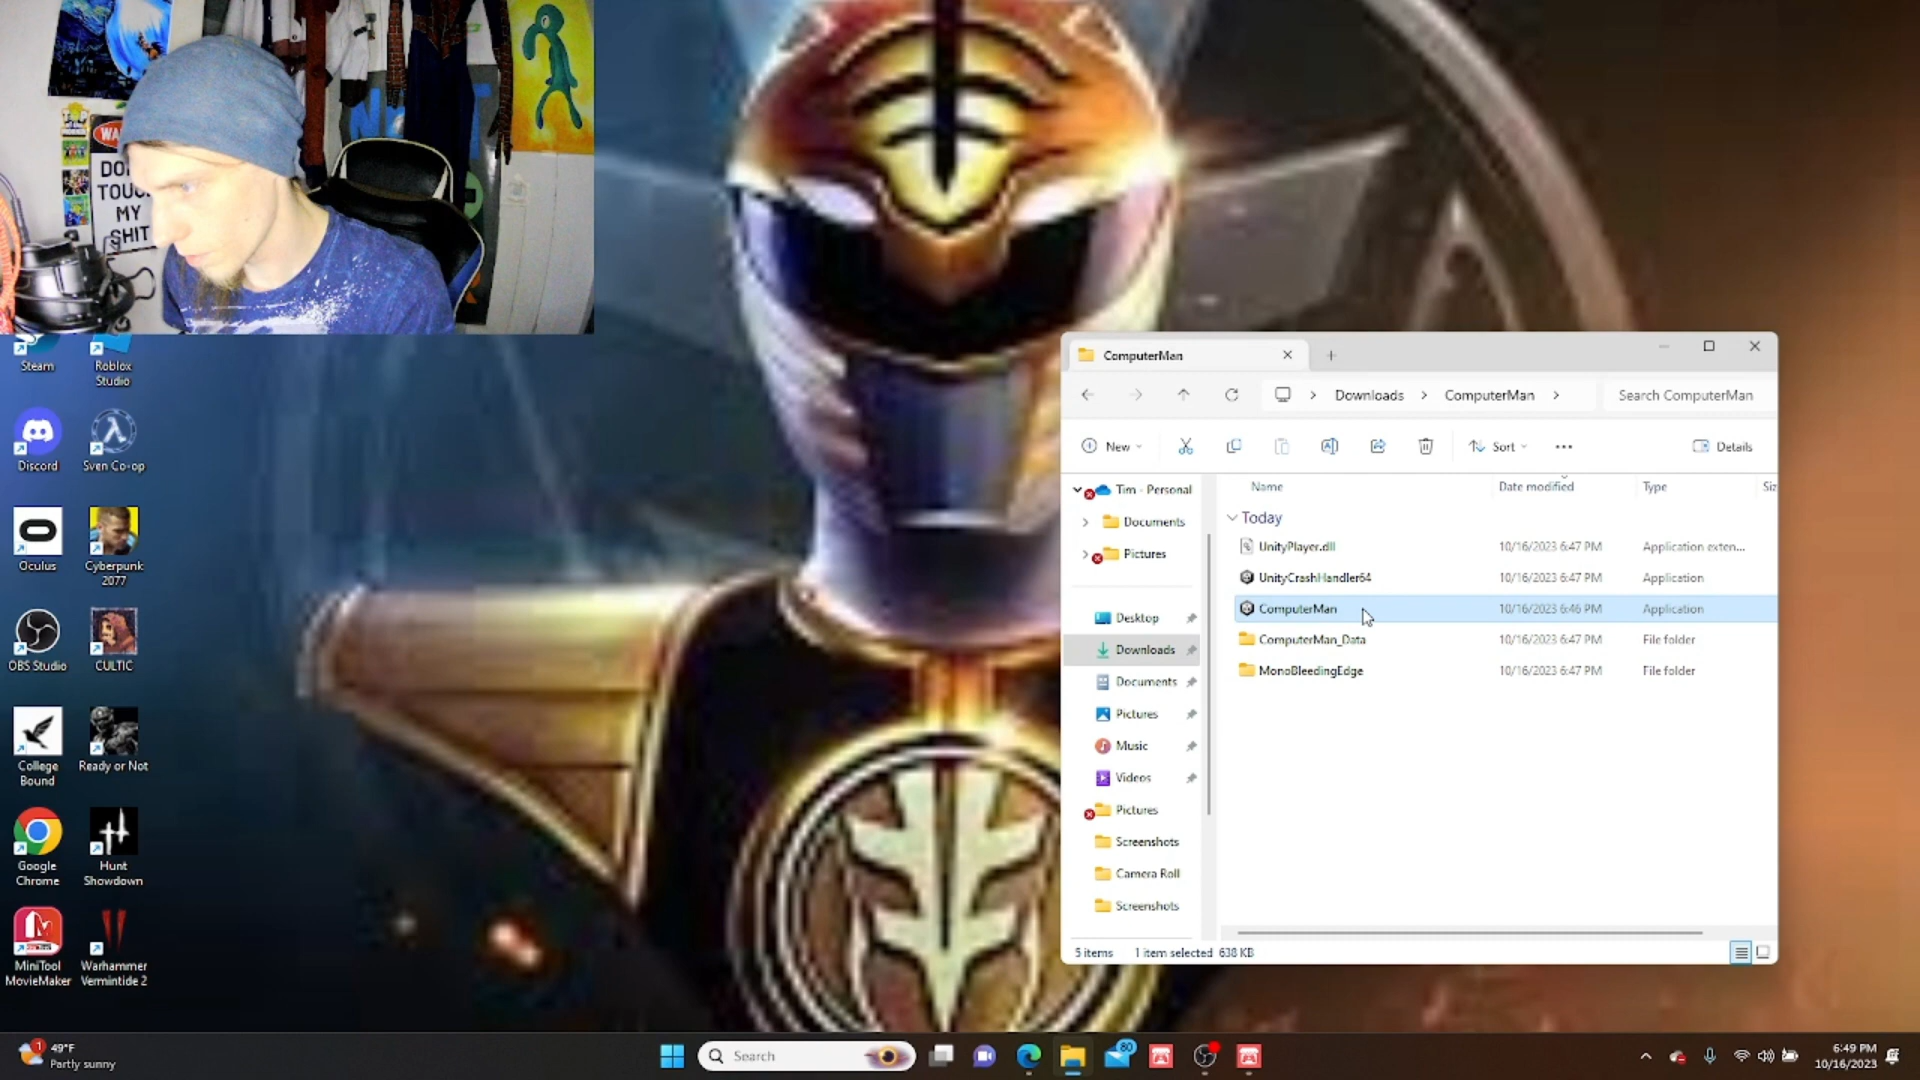 DON'T
TOUCH
MY
SHIT
Steam
Roblox
Studio
Discord
Sven Co-op
Oculus
Cyberpunk
2077
OBS Studio
CULTIC
College
Bound
Ready or Not
Google
Chrome
Hunt
Showdown
MiniTool
MovieMaker
Warhammer
Vermintide 2
ComputerMan
Downloads
ComputerMan
Search ComputerMan
New
Sort
Details
Tim - Personal
Documents
Pictures
Desktop
Downloads
Documents
Pictures
Music
Videos
Pictures
Screenshots
Camera Roll
Screenshots
Name Date modified Type Siz
Today
UnityPlayer.dll 10/16/2023 6:47 PM Application exten...
UnityCrashHandler64 10/16/2023 6:47 PM Application
ComputerMan 10/16/2023 6:46 PM Application
ComputerMan_Data 10/16/2023 6:47 PM File folder
MonoBleedingEdge 10/16/2023 6:47 PM File folder
5 items 1 item selected 638 KB
1
49°F
Partly sunny
Search
80
6:49 PM
10/16/2023